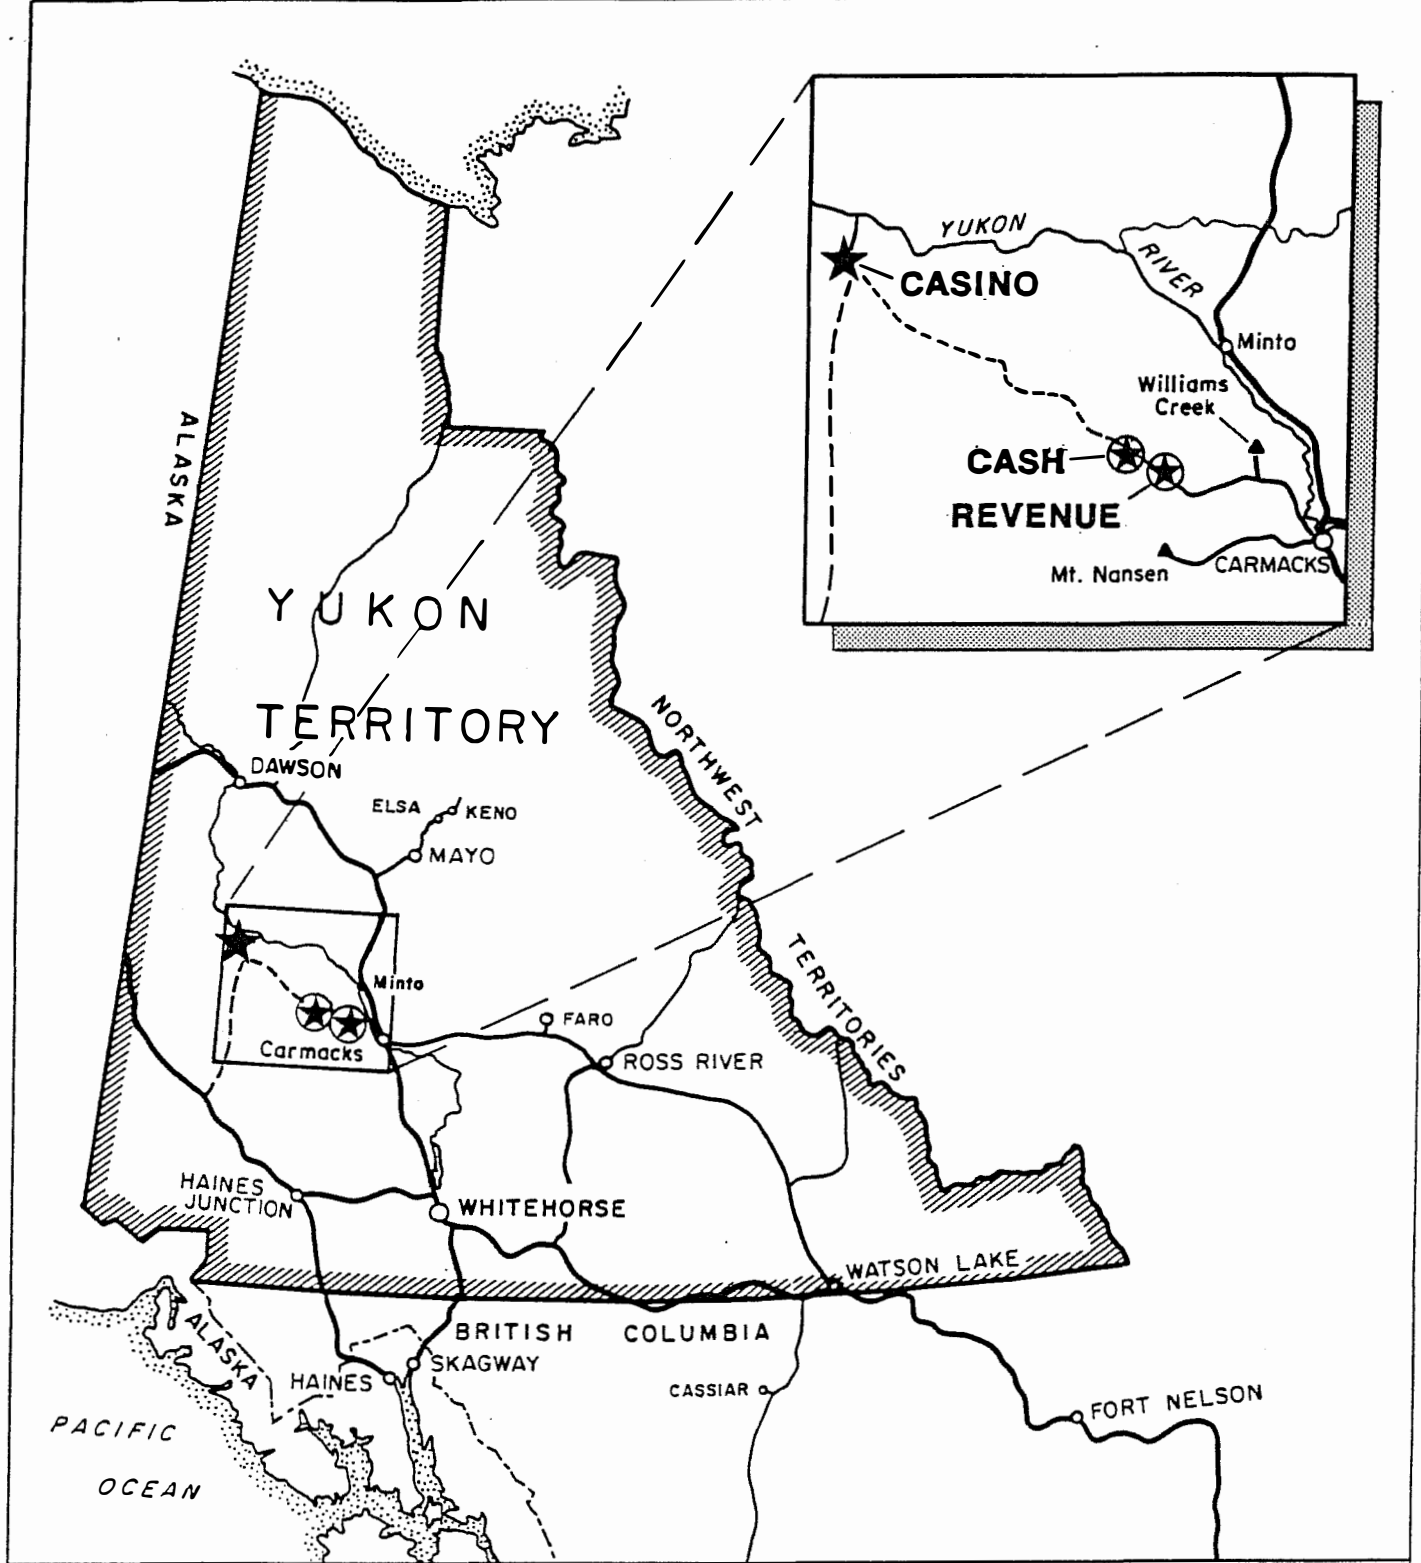 YUKON
RIVER
CASINO
Minto
Williams
Creek
CASH
REVENUE
Mt. Nansen
CARMACKS
ALASKA
YUKON
TERRITORY
NORTHWEST
TERRITORIES
DAWSON
ELSA
KENO
MAYO
Minto
Carmacks
FARO
ROSS RIVER
HAINES
JUNCTION
WHITEHORSE
WATSON LAKE
BRITISH COLUMBIA
ALASKA
SKAGWAY
HAINES
CASSIAR
FORT NELSON
PACIFIC
OCEAN